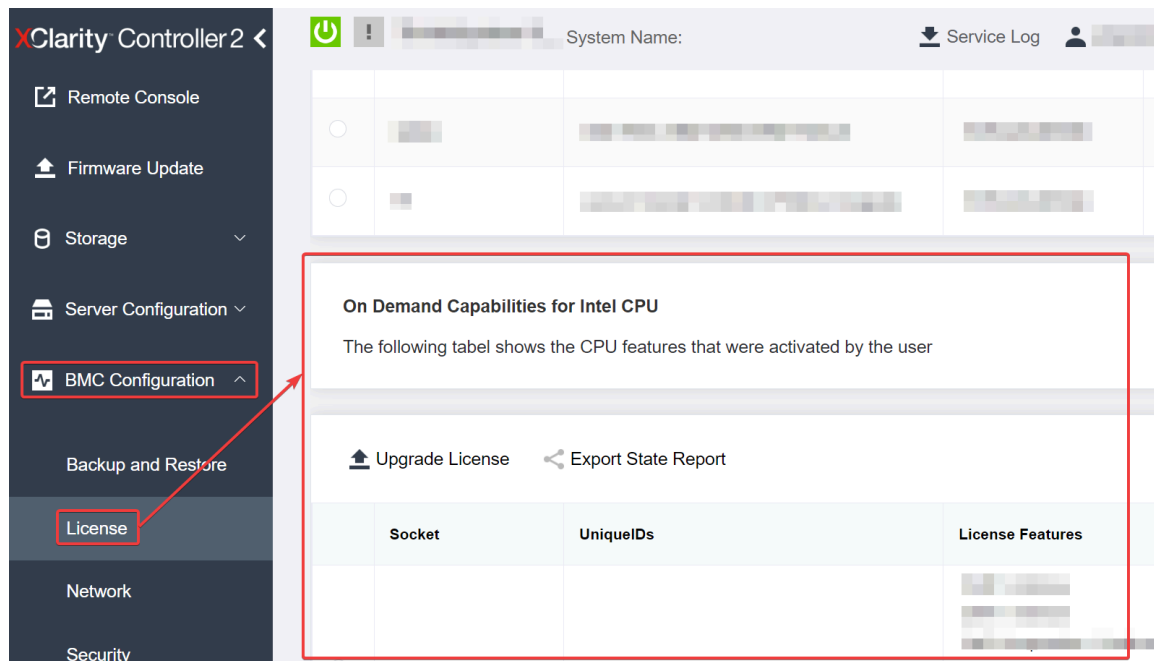 XClarity Controller 2
Remote Console
Firmware Update
Storage
Server Configuration
BMC Configuration
Backup and Restore
License
Network
Security
! System Name: Service Log
On Demand Capabilities for Intel CPU
The following tabel shows the CPU features that were activated by the user
Upgrade License Export State Report
Socket UniqueIDs License Features